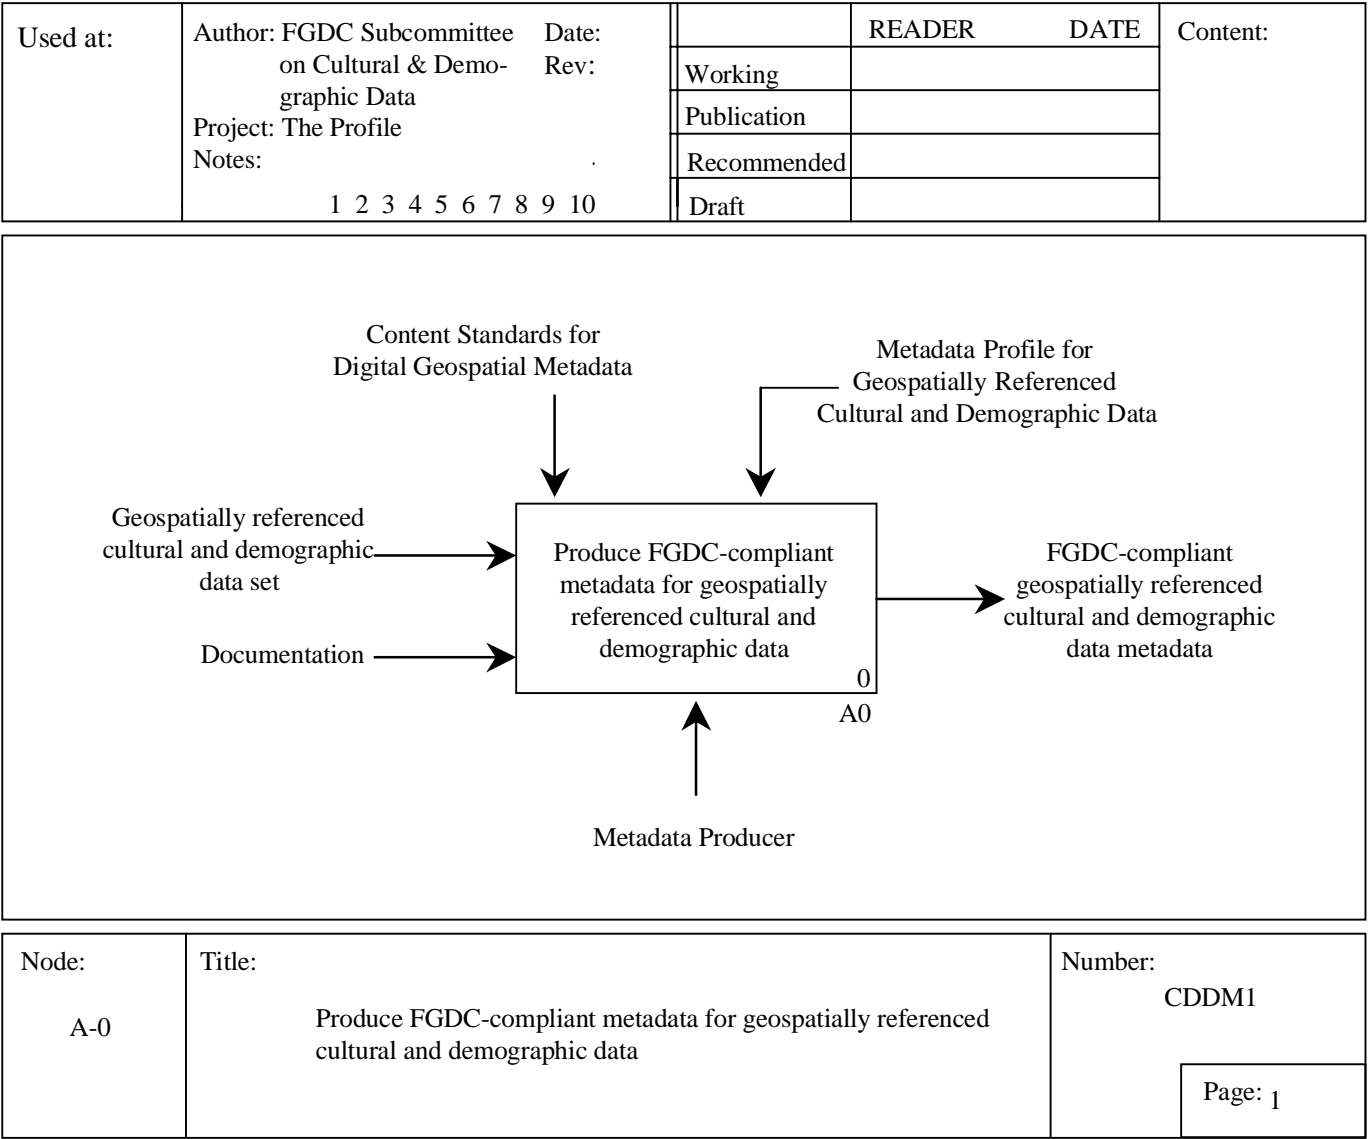 Used at:
Author: FGDC Subcommittee
on Cultural & Demo-
graphic Data
Date:
Rev:
Project: The Profile
Notes:
1 2 3 4 5 6 7 8 9 10
READER DATE
Working
Publication
Recommended
Draft
Content:
Content Standards for
Digital Geospatial Metadata
Metadata Profile for
Geospatially Referenced
Cultural and Demographic Data
Geospatially referenced
cultural and demographic
data set
Documentation
Produce FGDC-compliant
metadata for geospatially
referenced cultural and
demographic data
0
A0
FGDC-compliant
geospatially referenced
cultural and demographic
data metadata
Metadata Producer
Node:
A-0
Title:
Produce FGDC-compliant metadata for geospatially referenced
cultural and demographic data
Number:
CDDM1
Page: 1